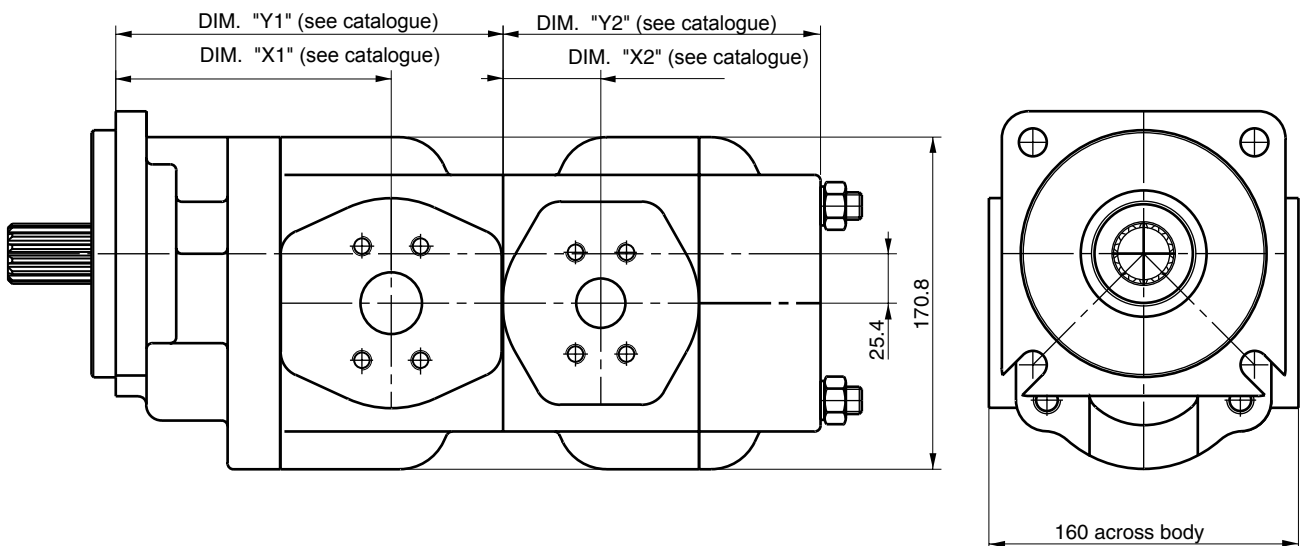 DIM. "Y1" (see catalogue)
DIM. "Y2" (see catalogue)
DIM. "X1" (see catalogue)
DIM. "X2" (see catalogue)
25.4
170.8
160 across body